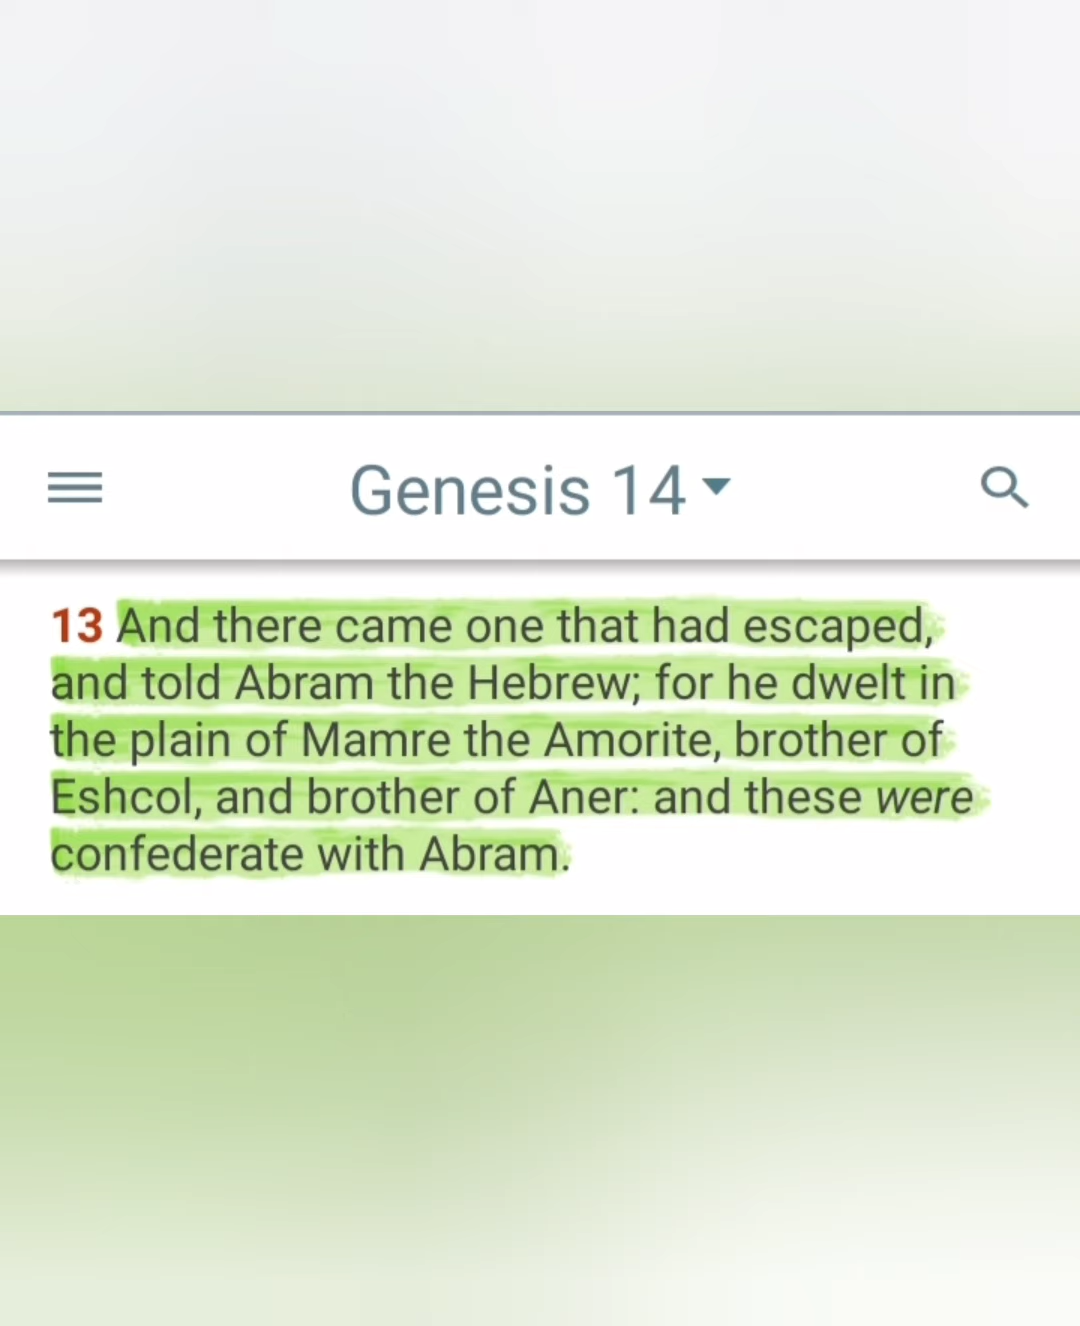 Genesis 14
13 And there came one that had escaped,
and told Abram the Hebrew; for he dwelt in
the plain of Mamre the Amorite, brother of
Eshcol, and brother of Aner: and these were
confederate with Abram.